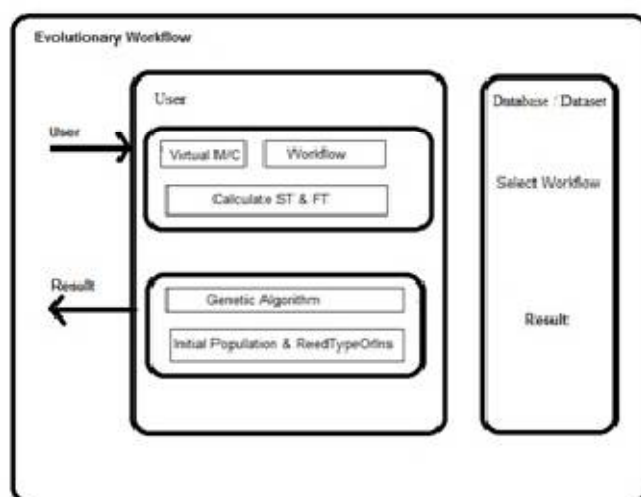 Evolutionary Workflow
User
User
Virtual M/C
Workflow
Calculate ST & FT
Result
Genetic Algorithm
Initial Population & ReedTypeOfIns
Database / Dataset
Select Workflow
Result